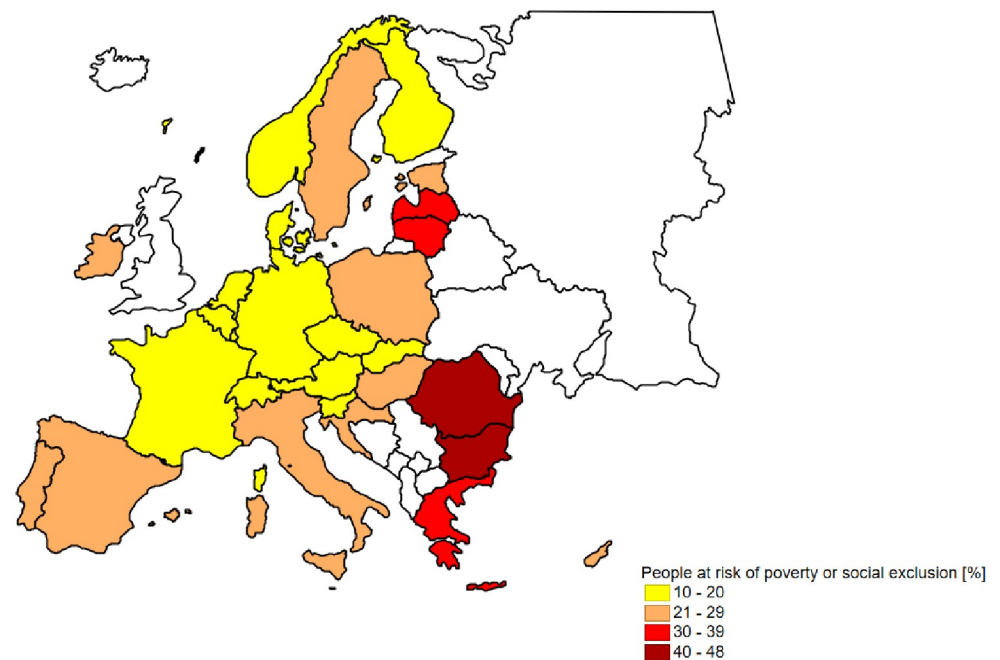 People at risk of poverty or social exclusion [%]
10 - 20
21 - 29
30 - 39
40 - 48